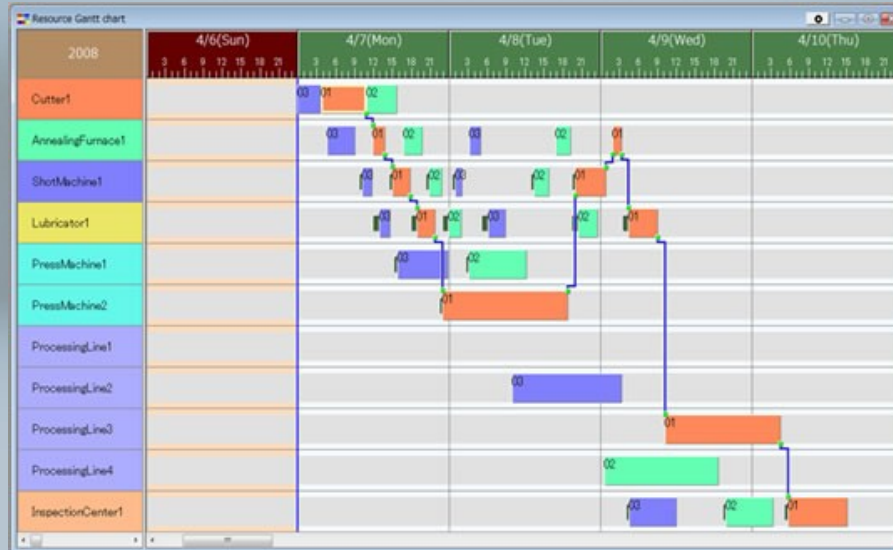 Resource Gantt chart
2008 4/6(Sun) 4/7(Mon) 4/8(Tue) 4/9(Wed) 4/10(Thu)
3 6 9 12 15 18 21 3 6 9 12 15 18 21 3 6 9 12 15 18 21 3 6 9 12 15 18 21 3 6 9 12 15 18 21
Cutter1 03 01 02
AnnealingFurnace1 03 01 02 03 02 01
ShotMachine1 03 01 02 03 02 01
Lubricator1 03 01 02 03 02 01
PressMachine1 03 02
PressMachine2 01
ProcessingLine1
ProcessingLine2 03
ProcessingLine3 01
ProcessingLine4 02
InspectionCenter1 03 02 01